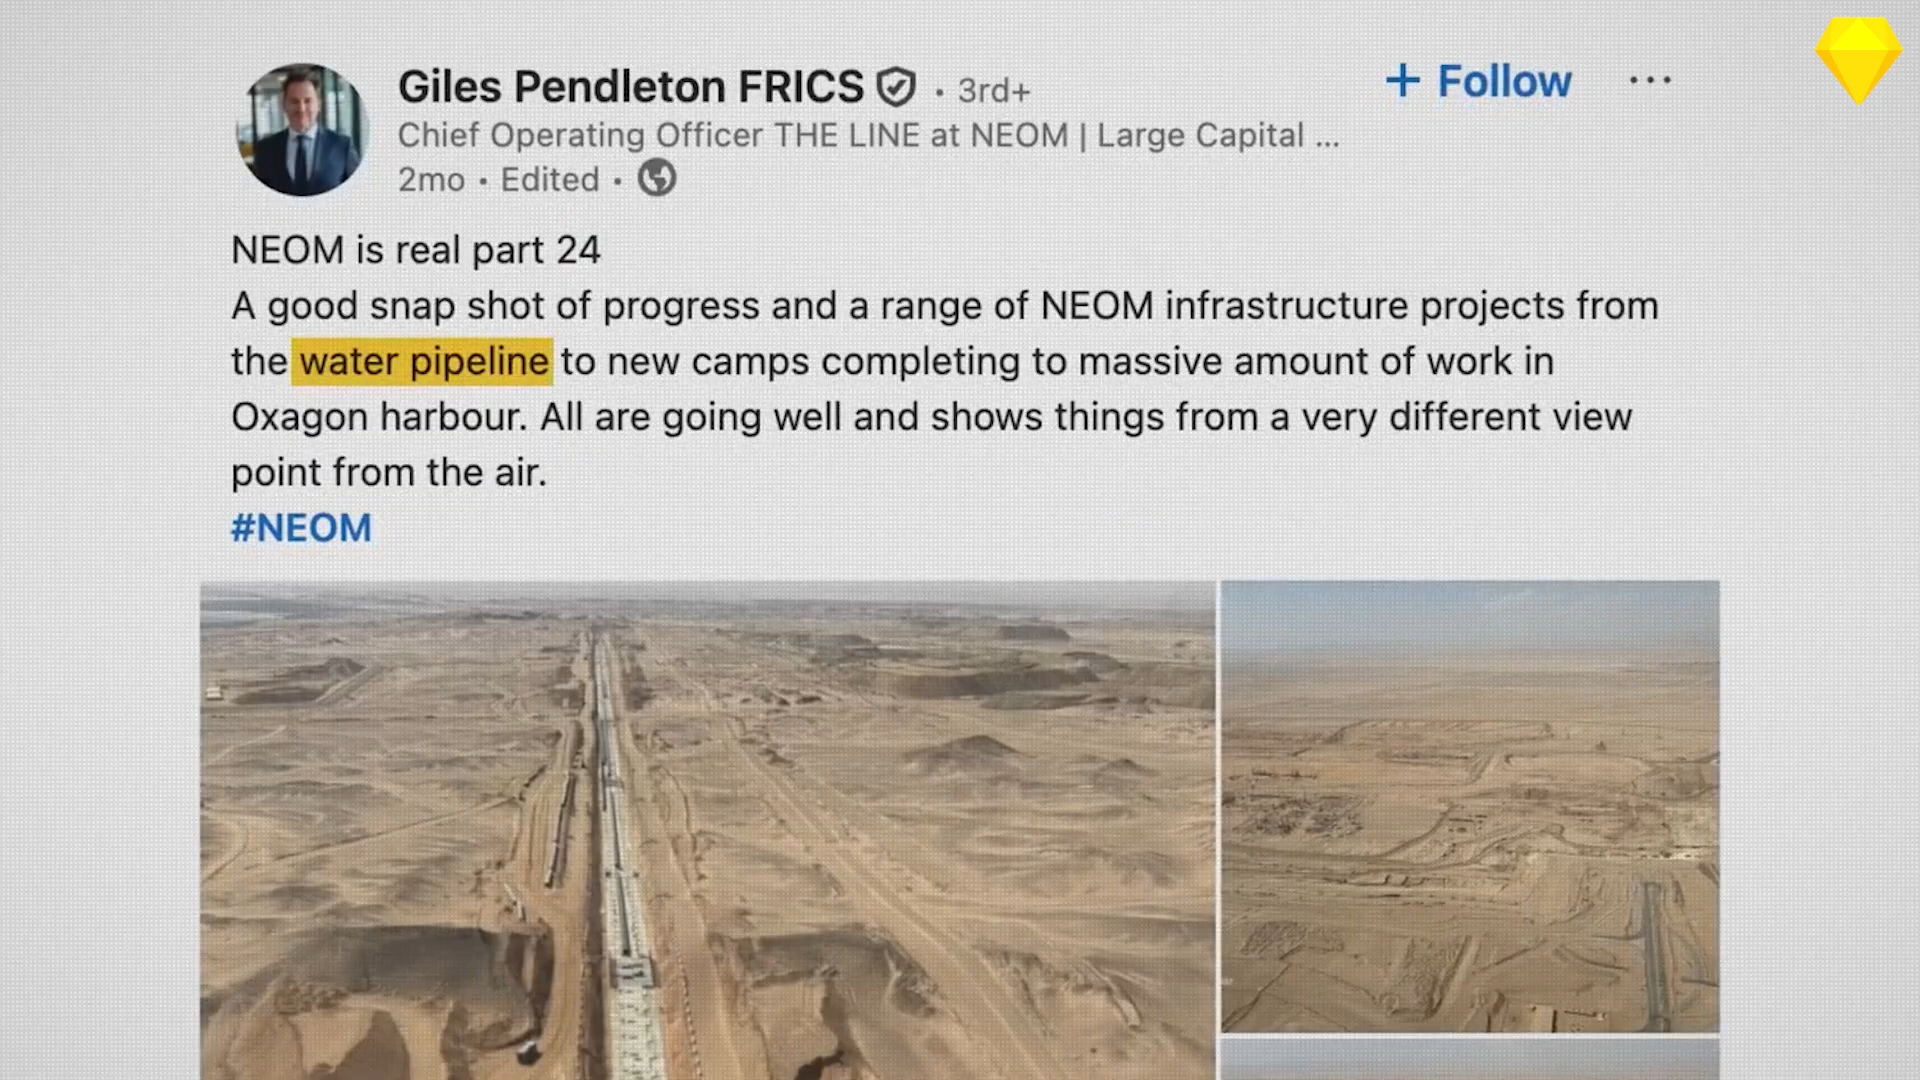 Giles Pendleton FRICS · 3rd+
+ Follow ...
Chief Operating Officer THE LINE at NEOM | Large Capital ...
2mo • Edited •
NEOM is real part 24
A good snap shot of progress and a range of NEOM infrastructure projects from
the water pipeline to new camps completing to massive amount of work in
Oxagon harbour. All are going well and shows things from a very different view
point from the air.
#NEOM